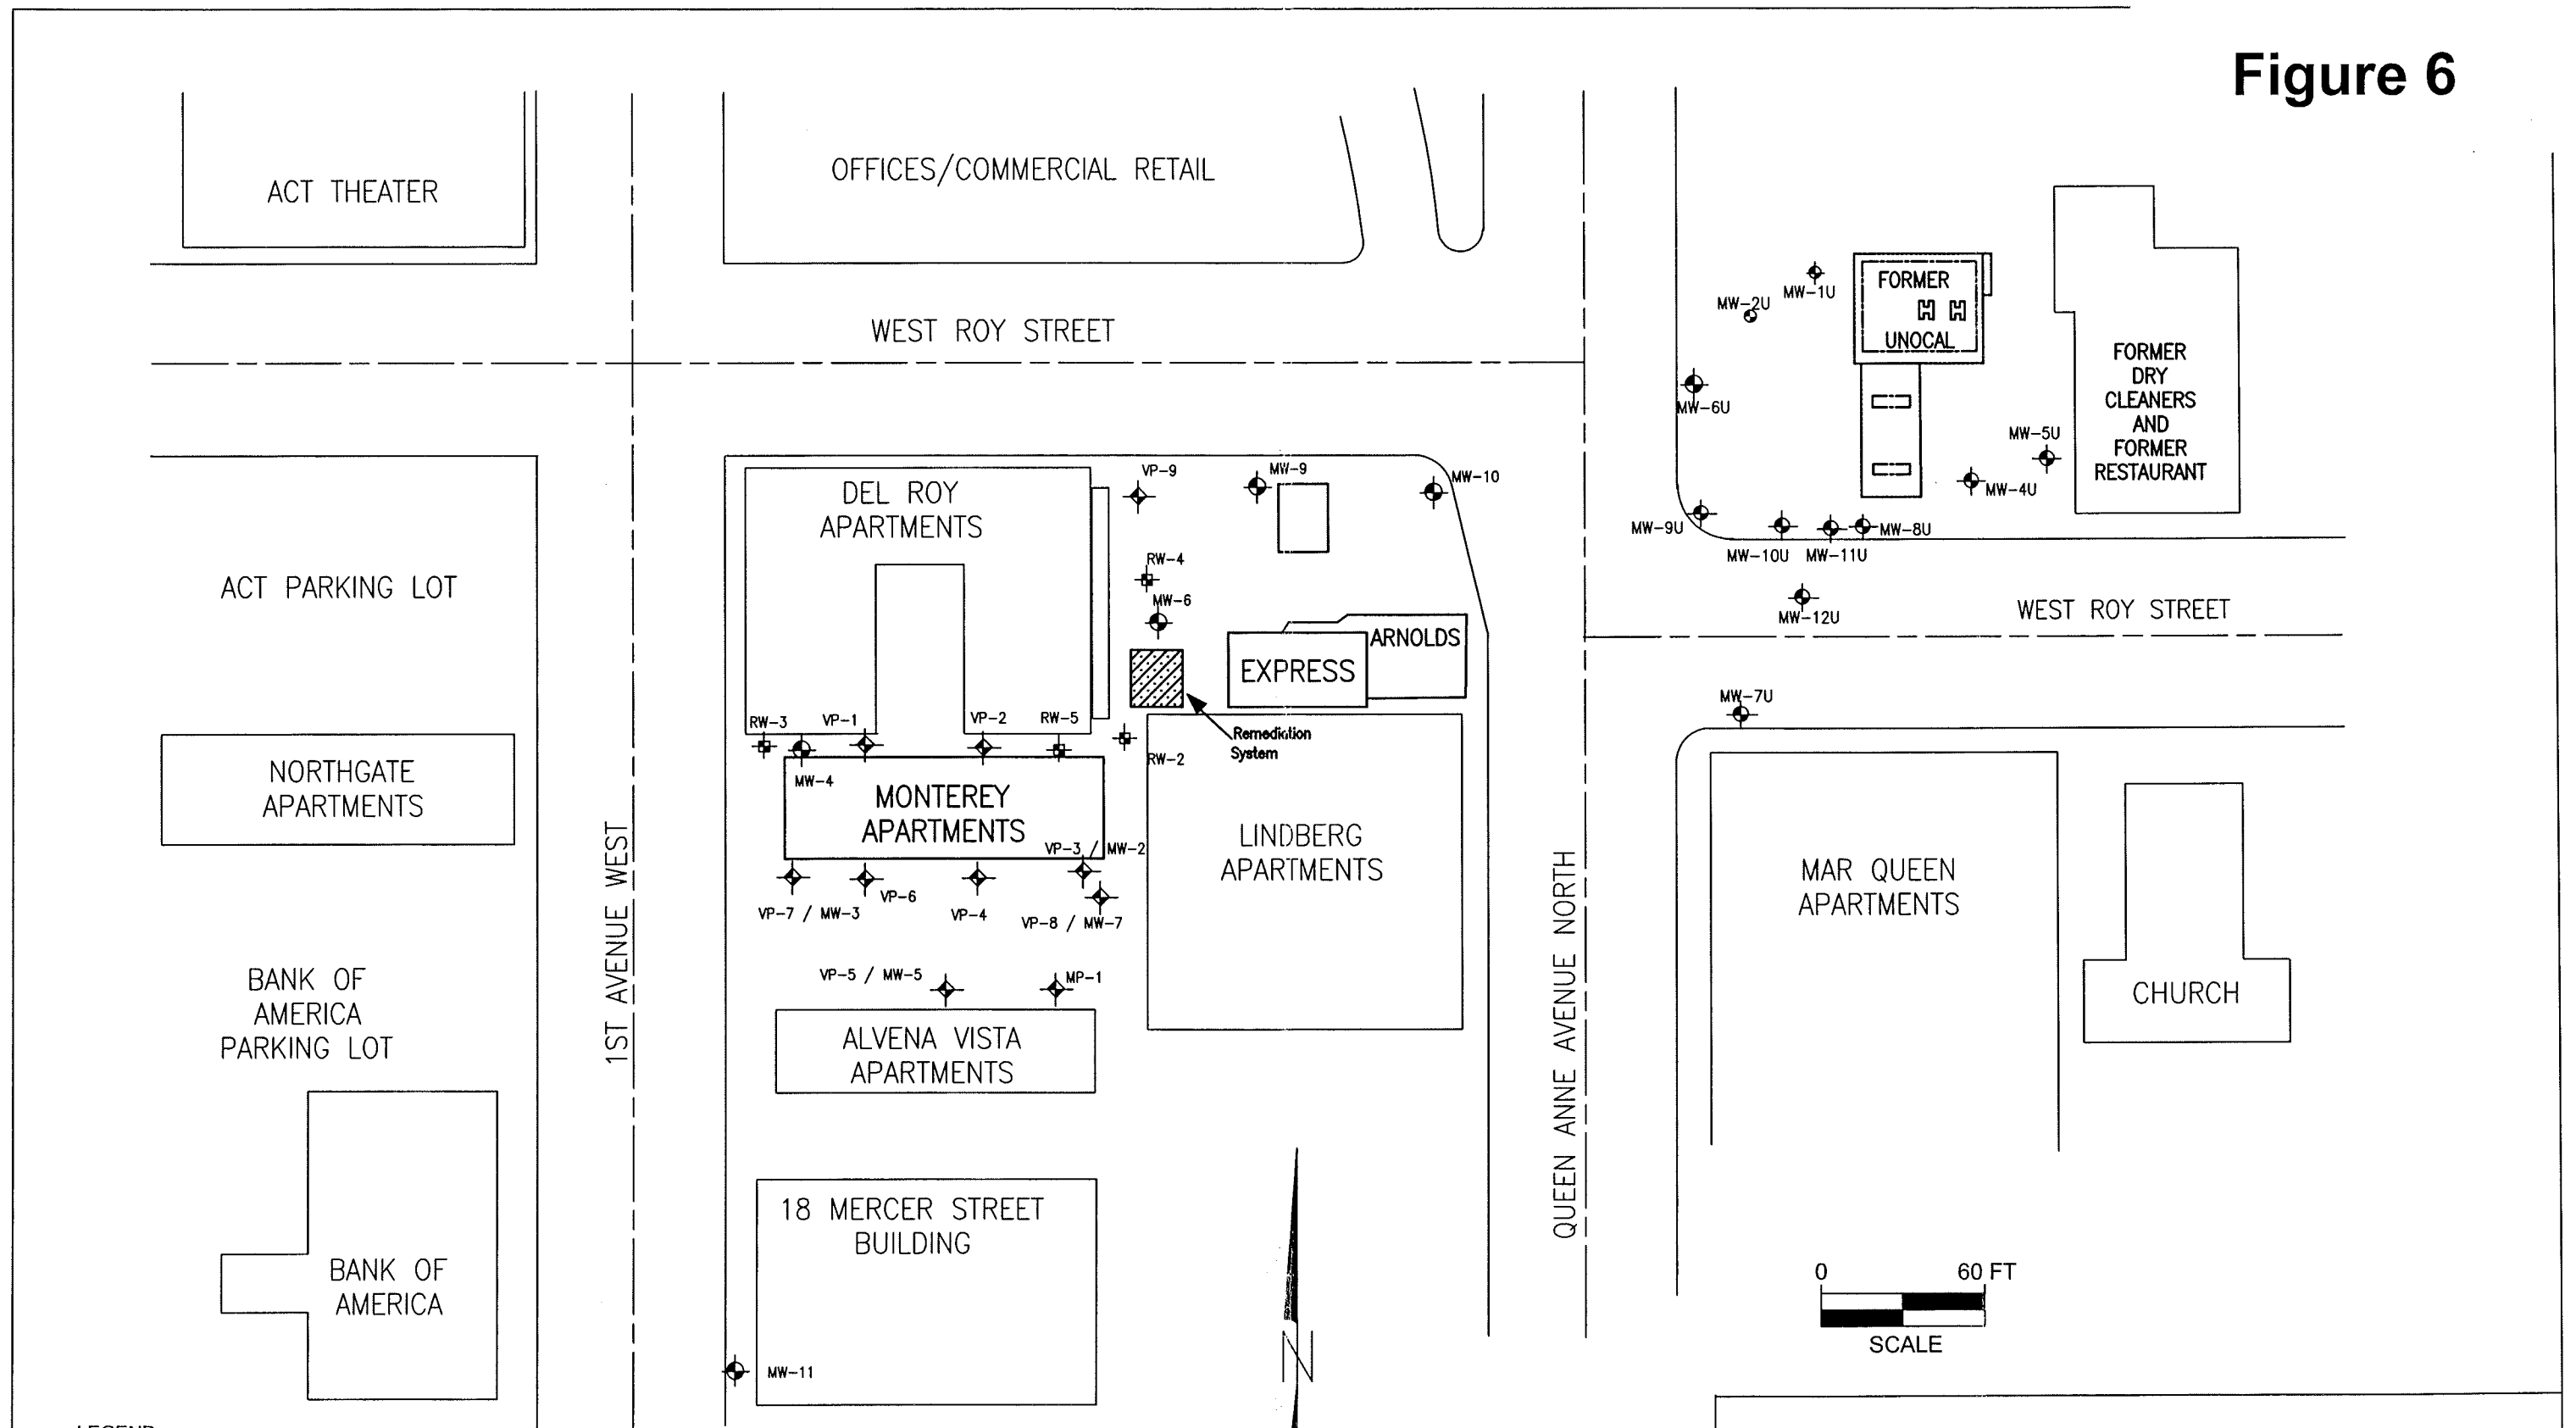 Figure 6
ACT THEATER
OFFICES/COMMERCIAL RETAIL
WEST ROY STREET
MW-1U
MW-2U
FORMER
UNOCAL
MW-6U
FORMER
DRY
CLEANERS
AND
FORMER
RESTAURANT
MW-5U
MW-4U
MW-9U
MW-8U
MW-10U
MW-11U
MW-12U
WEST ROY STREET
MW-7U
DEL ROY
APARTMENTS
VP-9
MW-9
MW-10
RW-4
MW-6
ARNOLDS
EXPRESS
Remediation
System
ACT PARKING LOT
RW-3
VP-1
VP-2
RW-5
RW-2
MW-4
NORTHGATE
APARTMENTS
MONTEREY
APARTMENTS
VP-3 / MW-2
LINDBERG
APARTMENTS
MAR QUEEN
APARTMENTS
VP-7 / MW-3
VP-6
VP-4
VP-8 / MW-7
1ST AVENUE WEST
QUEEN ANNE AVENUE NORTH
BANK OF
AMERICA
PARKING LOT
VP-5 / MW-5
MP-1
CHURCH
ALVENA VISTA
APARTMENTS
18 MERCER STREET
BUILDING
BANK OF
AMERICA
MW-11
N
0 60 FT
SCALE
LEGEND